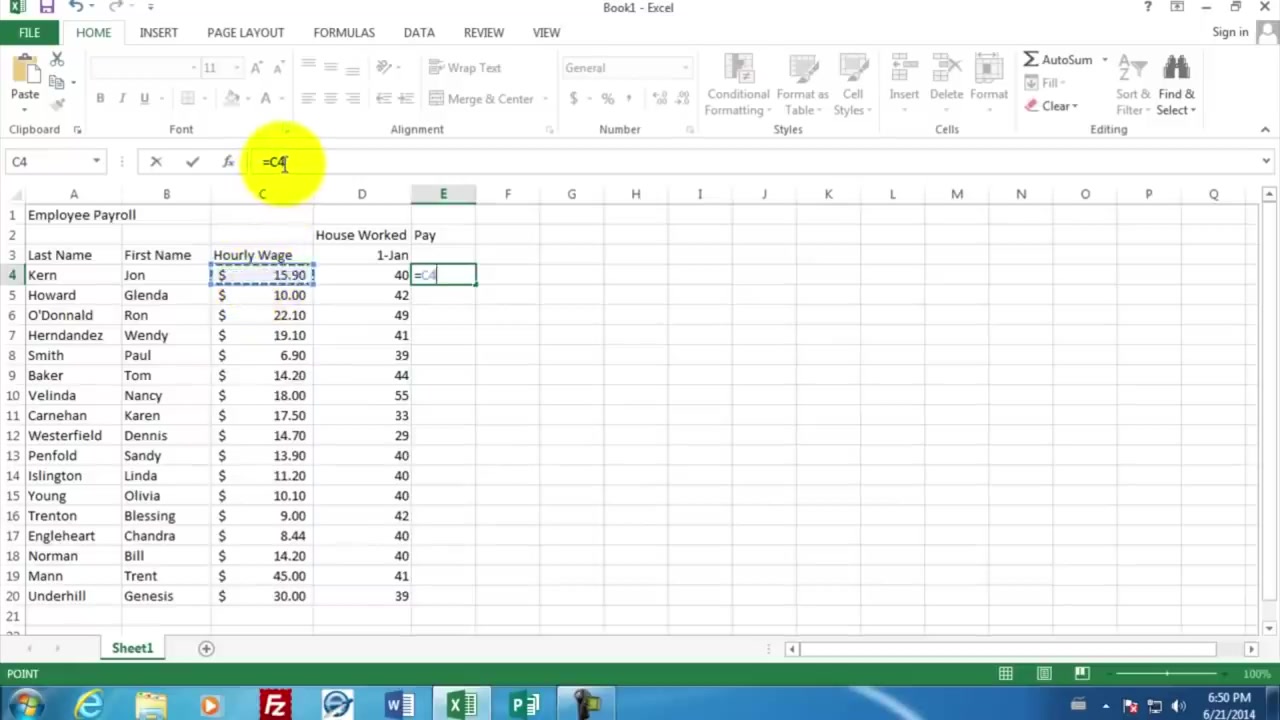 Book1 - Excel
?
FILE HOME INSERT PAGE LAYOUT FORMULAS DATA REVIEW VIEW Sign in
Paste
11 A A
Wrap Text
General
Conditional Formatting
Format as Table
Cell Styles
Insert
Delete
Format
AutoSum
Fill
Clear
Sort & Filter
Find & Select
B I U A
Merge & Center
$ % ,
Clipboard Font Alignment Number Styles Cells Editing
C4 fx =C4
A B C D E F G H I J K L M N O P Q
1 Employee Payroll
2 House Worked Pay
3 Last Name First Name Hourly Wage 1-Jan
4 Kern Jon $ 15.90 40 =C4
5 Howard Glenda $ 10.00 42
6 O'Donnald Ron $ 22.10 49
7 Herndandez Wendy $ 19.10 41
8 Smith Paul $ 6.90 39
9 Baker Tom $ 14.20 44
10 Velinda Nancy $ 18.00 55
11 Carnehan Karen $ 17.50 33
12 Westerfield Dennis $ 14.70 29
13 Penfold Sandy $ 13.90 40
14 Islington Linda $ 11.20 40
15 Young Olivia $ 10.10 40
16 Trenton Blessing $ 9.00 42
17 Engleheart Chandra $ 8.44 40
18 Norman Bill $ 14.20 40
19 Mann Trent $ 45.00 41
20 Underhill Genesis $ 30.00 39
21
Sheet1
POINT 100%
6:50 PM
6/21/2014